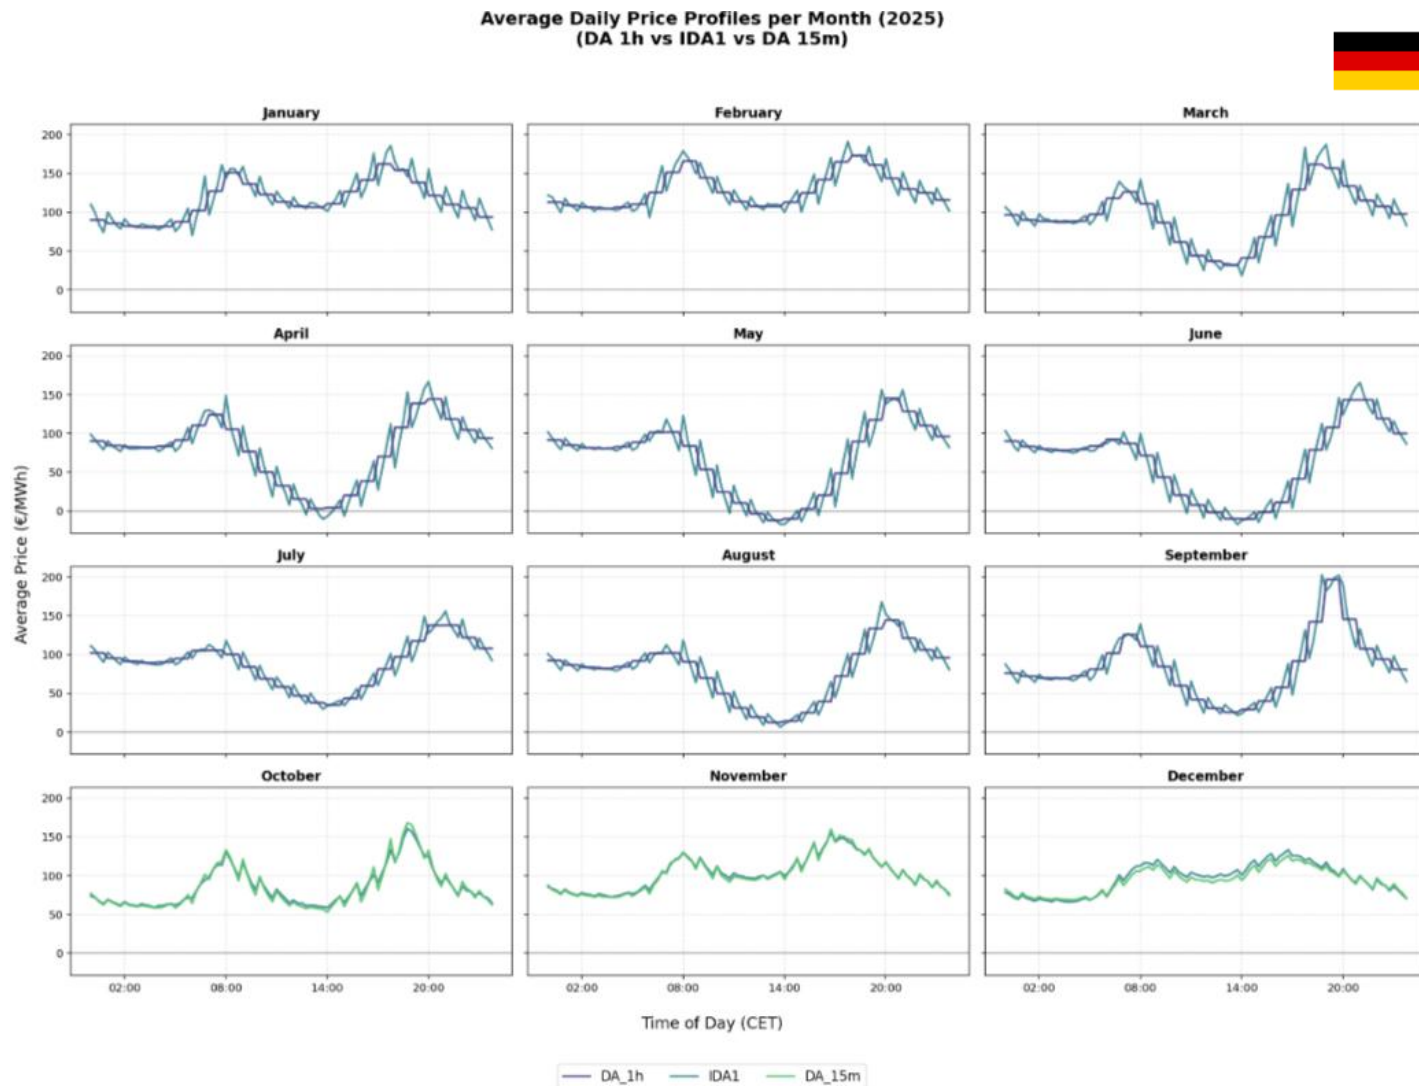 Average Daily Price Profiles per Month (2025)
(DA 1h vs IDA1 vs DA 15m)
January
February
March
200
150
100
50
0
April
May
June
200
150
100
50
0
Average Price (€/MWh)
July
August
September
200
150
100
50
0
October
November
December
200
150
100
50
0
02:00 08:00 14:00 20:00
02:00 08:00 14:00 20:00
02:00 08:00 14:00 20:00
Time of Day (CET)
DA_1h IDA1 DA_15m